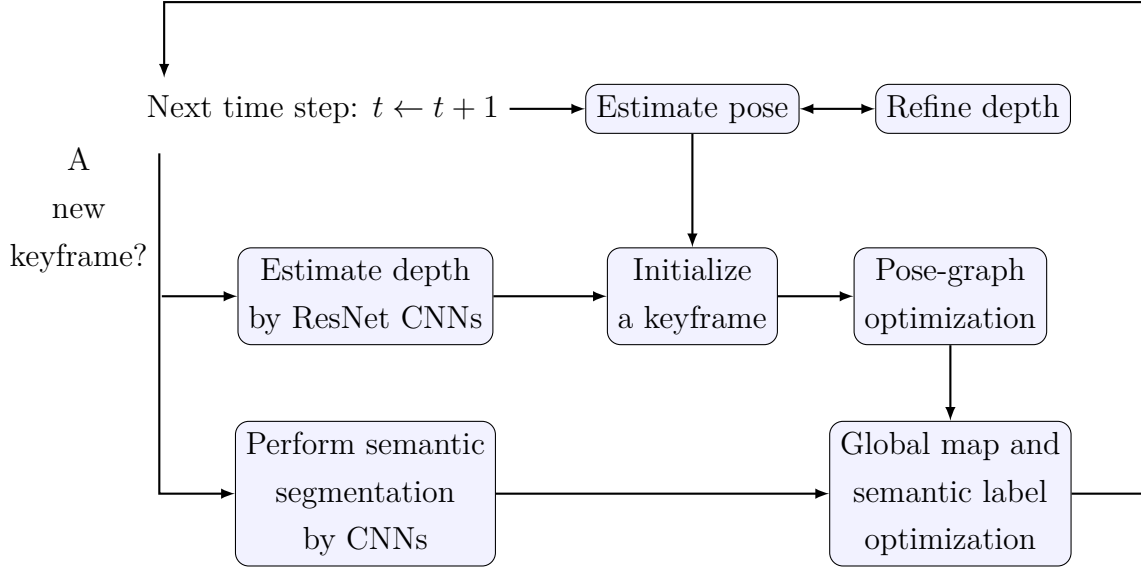 Next time step: t ← t + 1
Estimate pose
Refine depth
A
new
keyframe?
Estimate depth
by ResNet CNNs
Initialize
a keyframe
Pose-graph
optimization
Perform semantic
segmentation
by CNNs
Global map and
semantic label
optimization